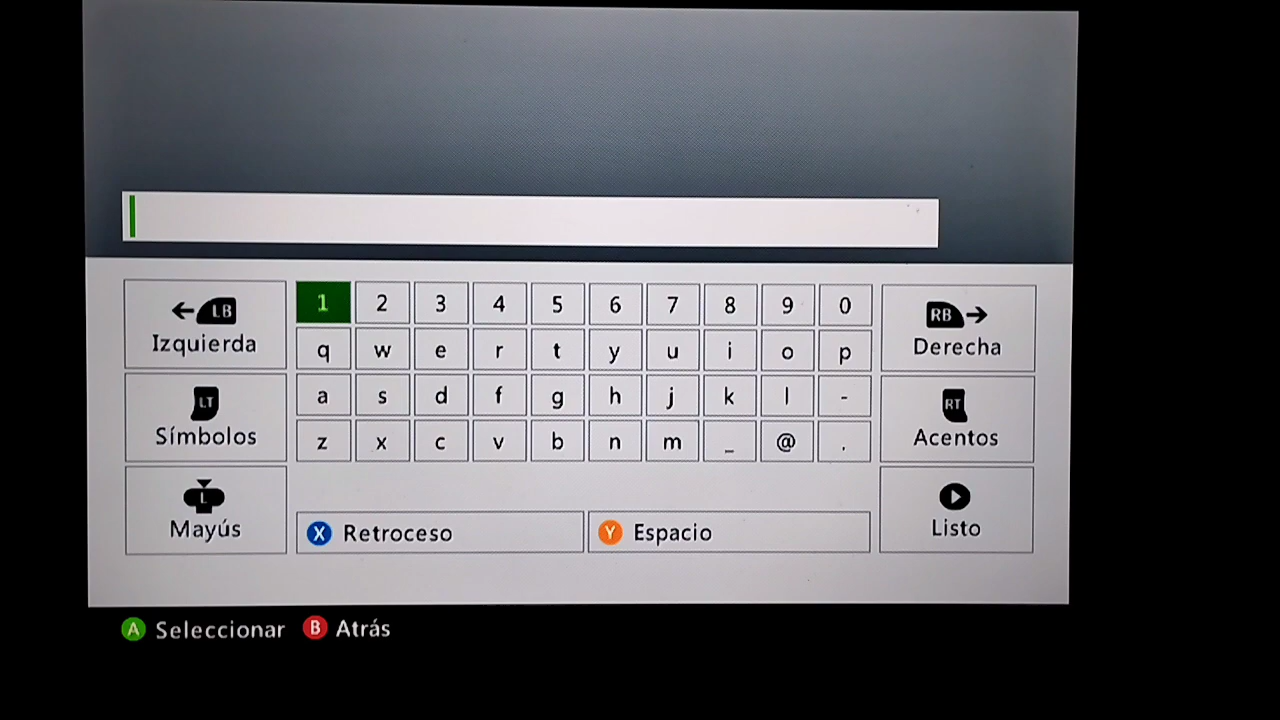 LB
Izquierda
1 2 3 4 5 6 7 8 9 0
RB
Derecha
q w e r t y u i o p
LT
Símbolos
a s d f g h j k l -
RT
Acentos
z x c v b n m _ @ .
L
Mayús
X Retroceso
Y Espacio
Listo
A Seleccionar B Atrás